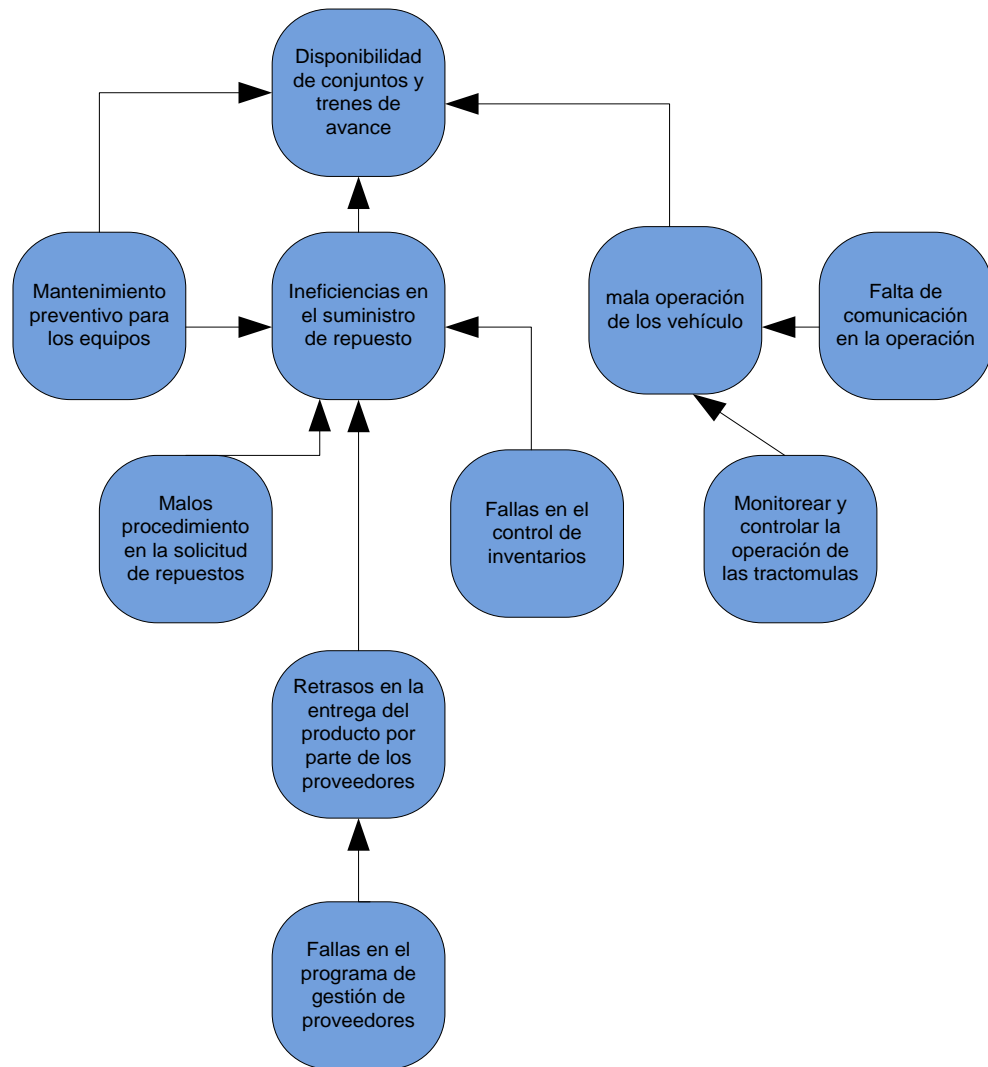 Disponibilidad
de conjuntos y
trenes de
avance
Mantenimiento
preventivo para
los equipos
Ineficiencias en
el suministro
de repuesto
mala operación
de los vehículo
Falta de
comunicación
en la operación
Malos
procedimiento
en la solicitud
de repuestos
Fallas en el
control de
inventarios
Monitorear y
controlar la
operación de
las tractomulas
Retrasos en la
entrega del
producto por
parte de los
proveedores
Fallas en el
programa de
gestión de
proveedores